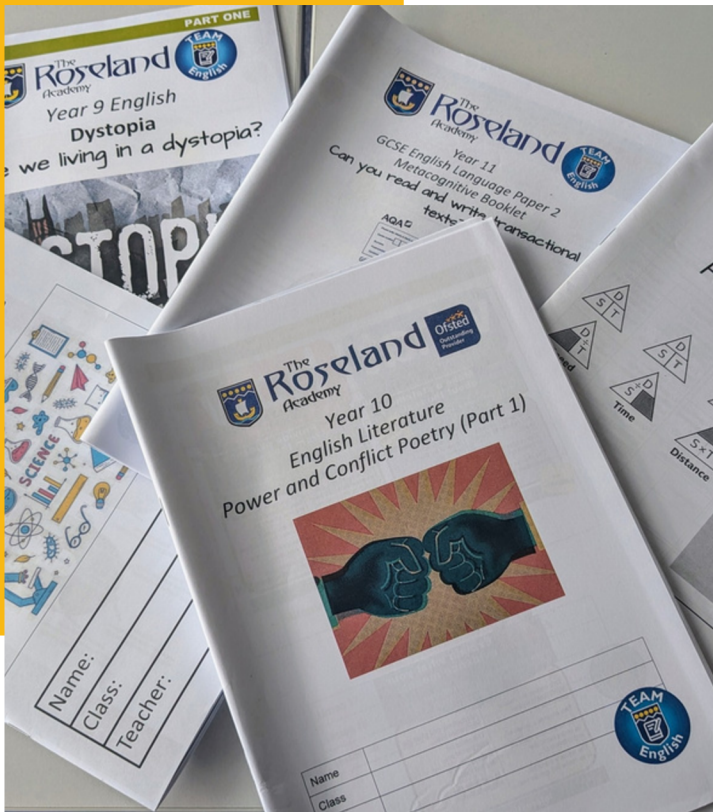 PART ONE
The
Roseland
Academy
TEAM
English
Year 9 English
Dystopia
we living in a dystopia?
The
Roseland
Academy
TEAM
English
Year 11
GCSE English Language Paper 2
Metacognitive Booklet
Can you read and write transactional
texts
AQA
The
Roseland
Academy
Ofsted
Outstanding
Provider
Year 10
English Literature
Power and Conflict Poetry (Part 1)
Name
Class
TEAM
English
SCIENCE
Name:
Class:
Teacher:
D
S T
D
S T
D
S T
S×D
T
Time
S×T
Distance